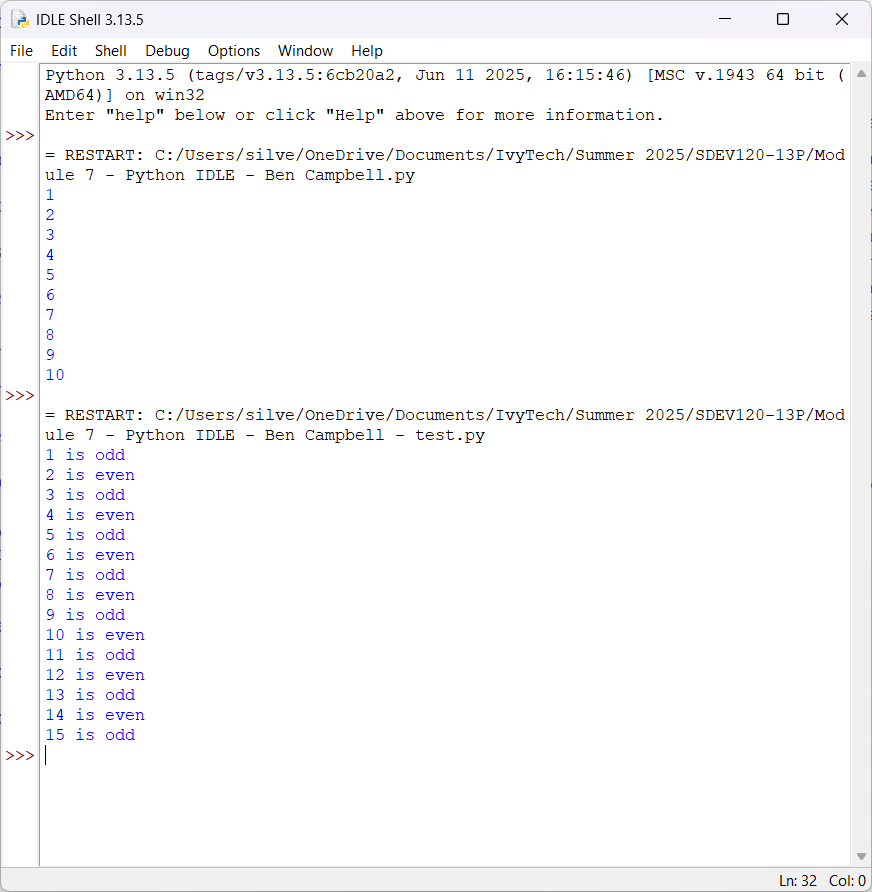 IDLE Shell 3.13.5
File Edit Shell Debug Options Window Help
Python 3.13.5 (tags/v3.13.5:6cb20a2, Jun 11 2025, 16:15:46) [MSC v.1943 64 bit (
AMD64)] on win32
Enter "help" below or click "Help" above for more information.
>>>
= RESTART: C:/Users/silve/OneDrive/Documents/IvyTech/Summer 2025/SDEV120-13P/Mod
ule 7 - Python IDLE - Ben Campbell.py
1
2
3
4
5
6
7
8
9
10
>>>
= RESTART: C:/Users/silve/OneDrive/Documents/IvyTech/Summer 2025/SDEV120-13P/Mod
ule 7 - Python IDLE - Ben Campbell - test.py
1 is odd
2 is even
3 is odd
4 is even
5 is odd
6 is even
7 is odd
8 is even
9 is odd
10 is even
11 is odd
12 is even
13 is odd
14 is even
15 is odd
>>>
Ln: 32 Col: 0